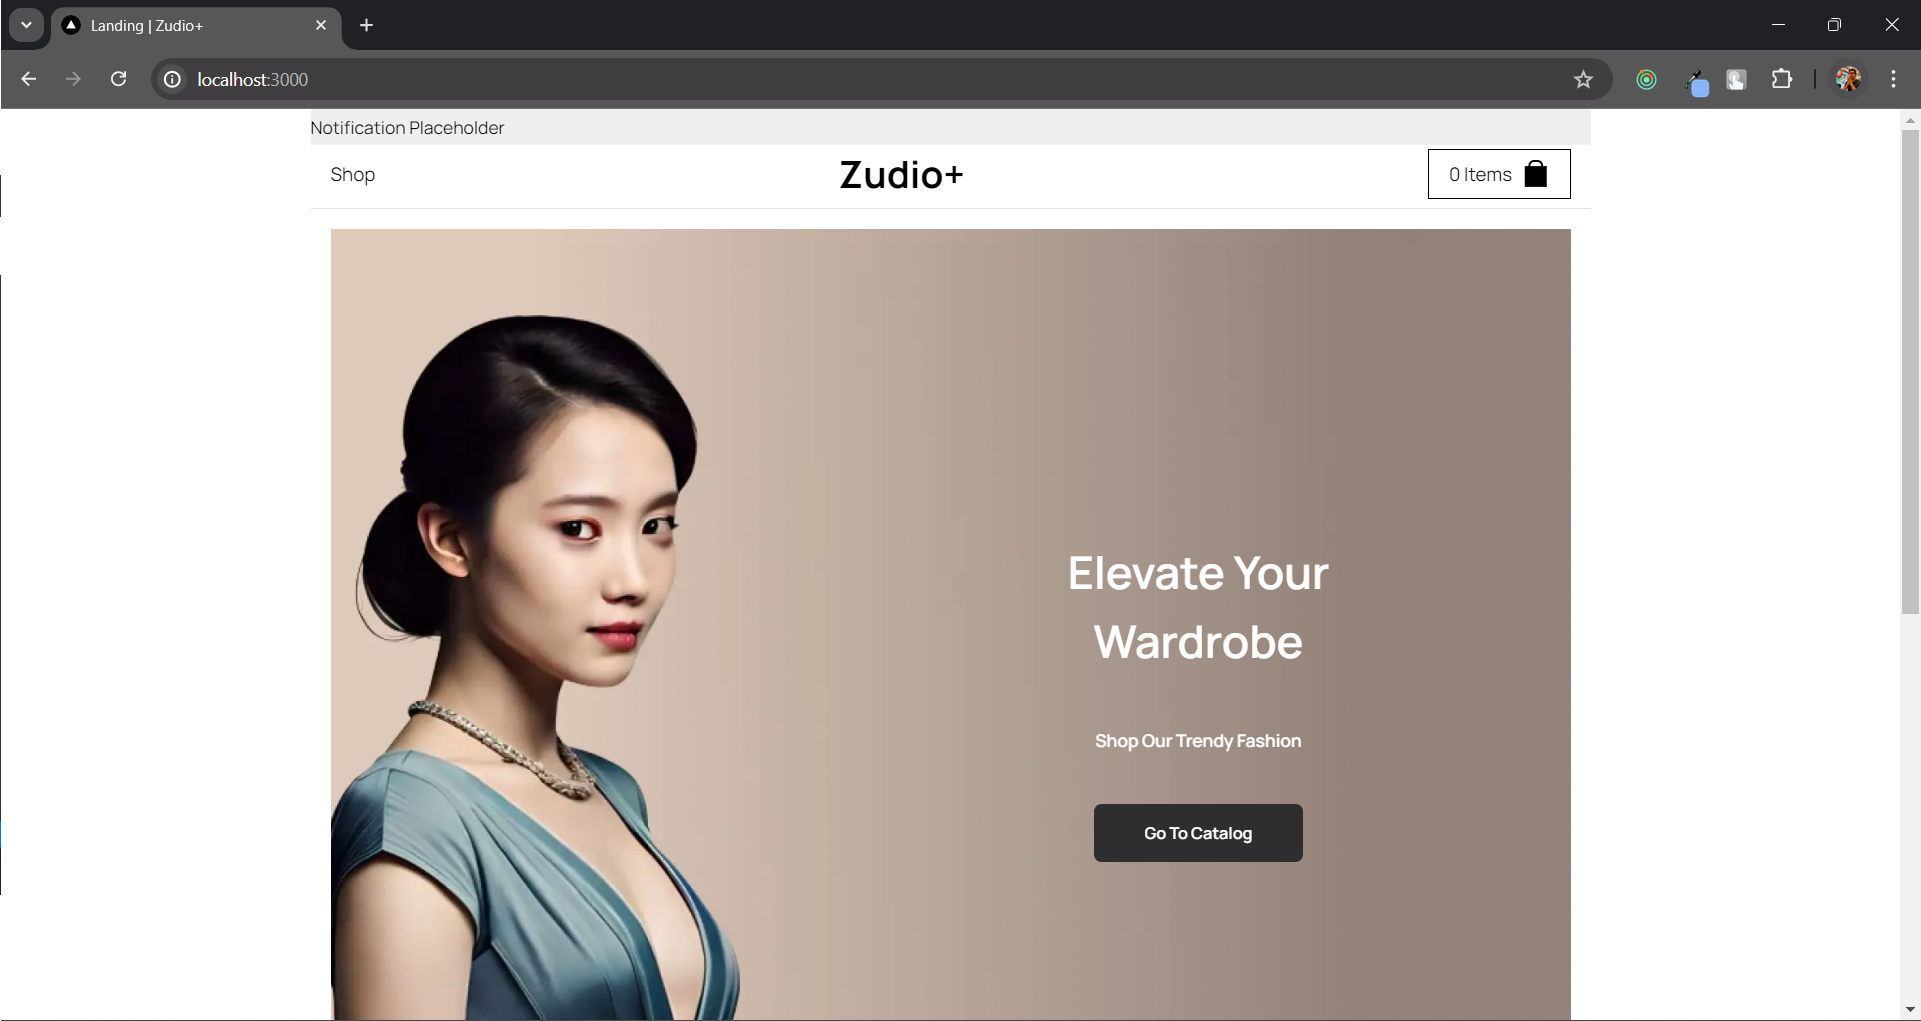 Landing | Zudio+
localhost:3000
Notification Placeholder
Shop
Zudio+
0 Items
Elevate Your
Wardrobe
Shop Our Trendy Fashion
Go To Catalog